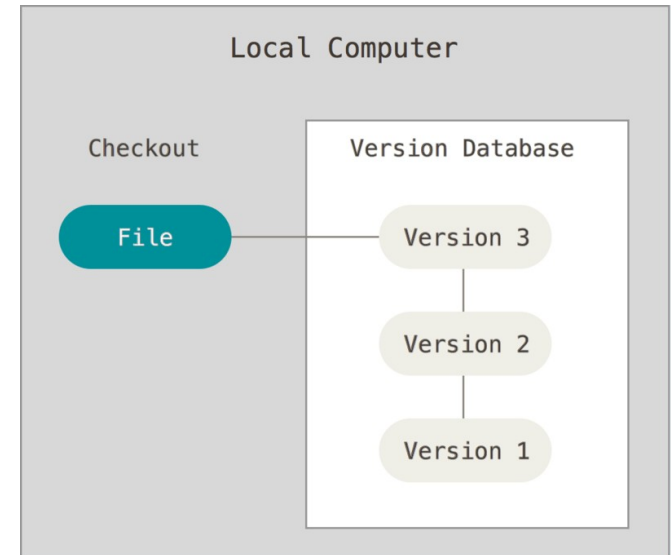 Local Computer
Checkout
Version Database
File
Version 3
Version 2
Version 1